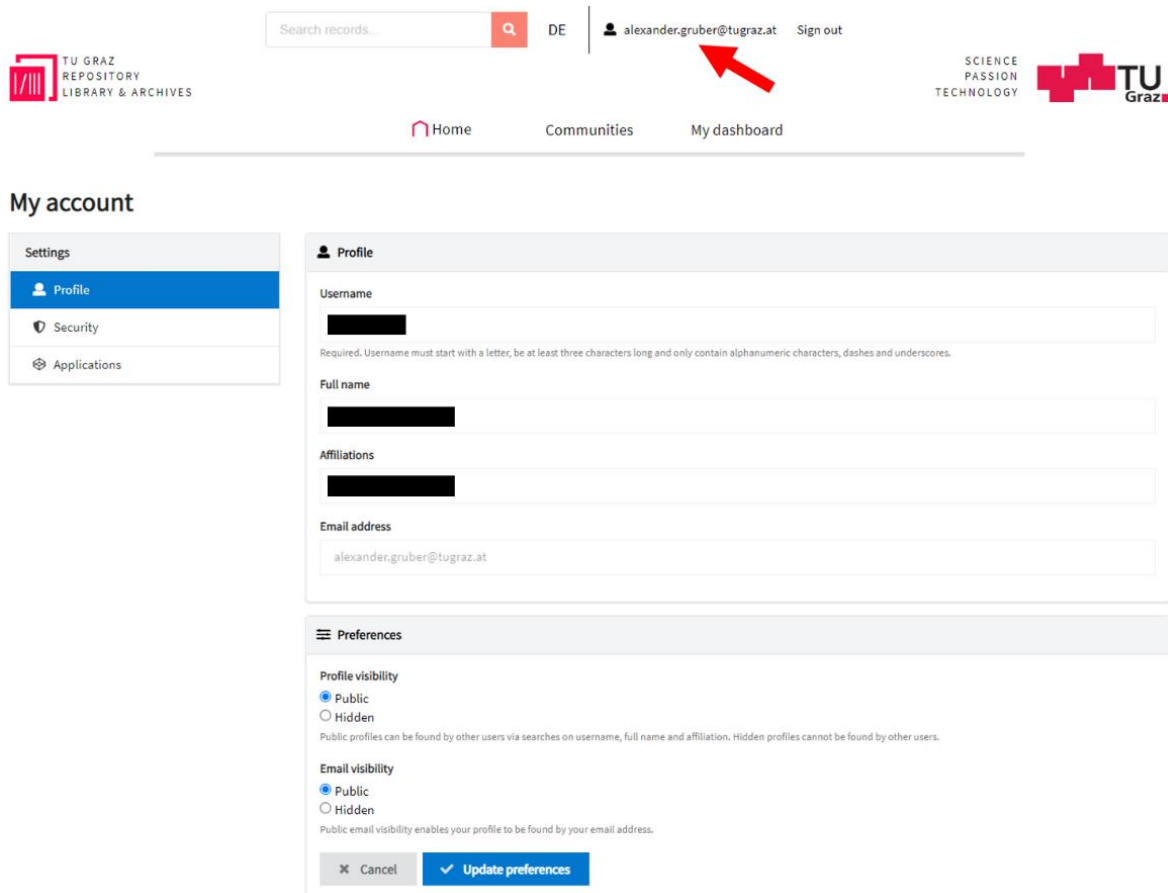 Search records...
DE
alexander.gruber@tugraz.at
Sign out
TU GRAZ
REPOSITORY
LIBRARY & ARCHIVES
SCIENCE
PASSION
TECHNOLOGY
TU
Graz
Home
Communities
My dashboard
My account
Settings
Profile
Security
Applications
Profile
Username
Required. Username must start with a letter, be at least three characters long and only contain alphanumeric characters, dashes and underscores.
Full name
Affiliations
Email address
alexander.gruber@tugraz.at
Preferences
Profile visibility
Public
Hidden
Public profiles can be found by other users via searches on username, full name and affiliation. Hidden profiles cannot be found by other users.
Email visibility
Public
Hidden
Public email visibility enables your profile to be found by your email address.
Cancel
Update preferences